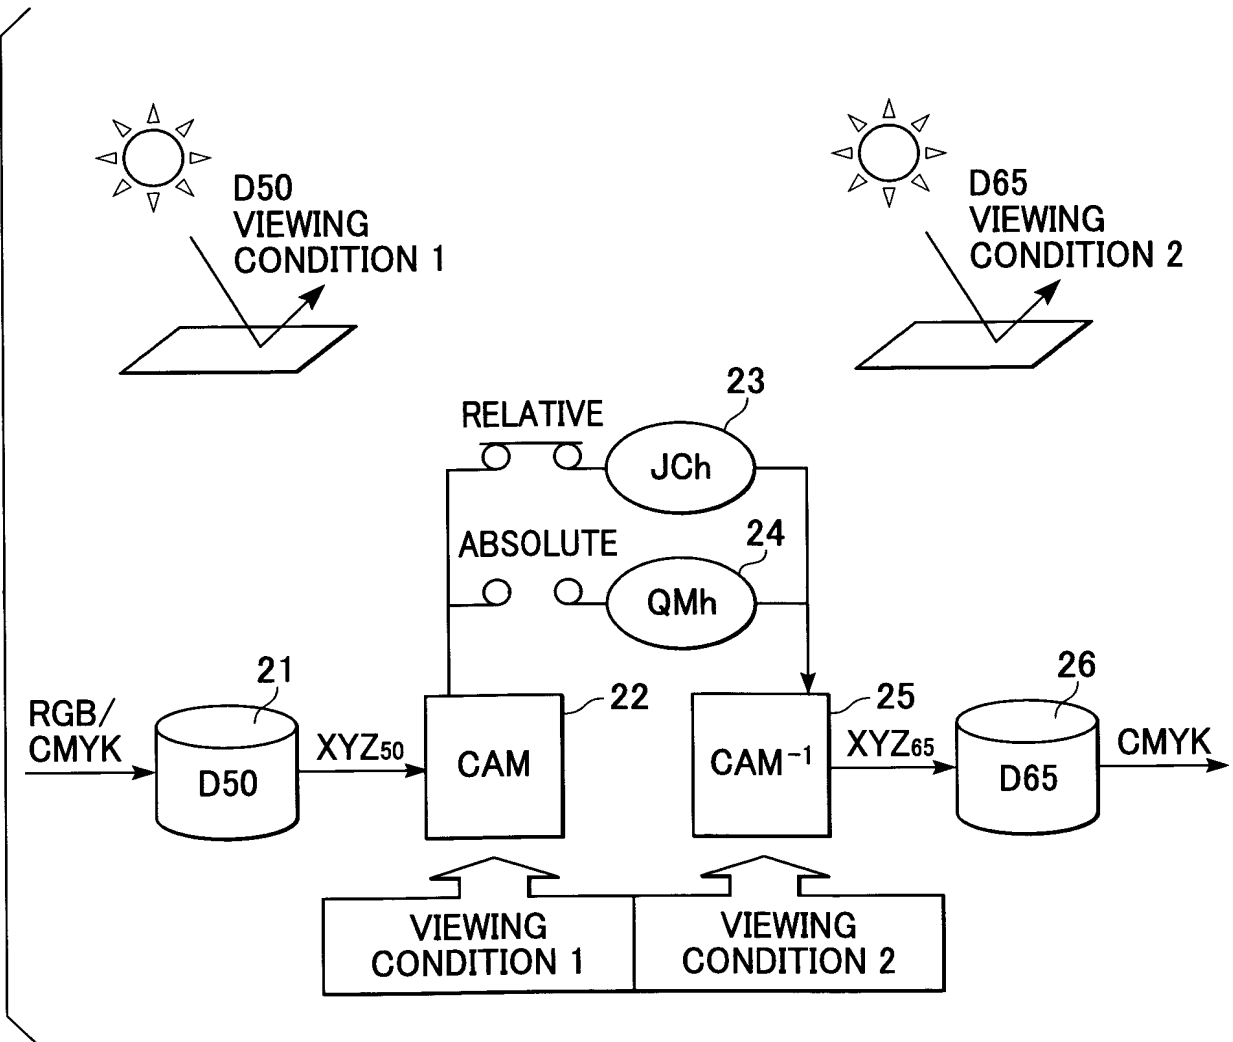 D50
VIEWING
CONDITION 1
D65
VIEWING
CONDITION 2
RELATIVE
23
JCh
ABSOLUTE
24
QMh
RGB/
CMYK
21
D50
XYZ50
22
CAM
25
CAM-1
XYZ65
26
D65
CMYK
VIEWING
CONDITION 1
VIEWING
CONDITION 2